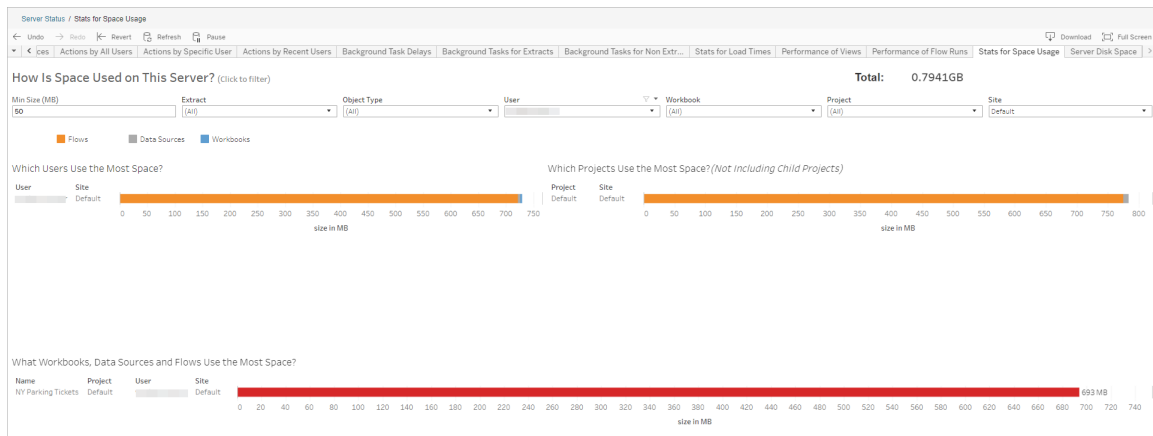 Server Status / Stats for Space Usage
Undo Redo Revert Refresh Pause Download Full Screen
ces Actions by All Users Actions by Specific User Actions by Recent Users Background Task Delays Background Tasks for Extracts Background Tasks for Non Extr... Stats for Load Times Performance of Views Performance of Flow Runs Stats for Space Usage Server Disk Space
How Is Space Used on This Server? (Click to filter) Total: 0.7941GB
Min Size (MB) Extract Object Type User Workbook Project Site
50 (All) (All) (All) (All) Default
Flows Data Sources Workbooks
Which Users Use the Most Space? Which Projects Use the Most Space?(Not Including Child Projects)
User Site Project Site
Default Default Default
0 50 100 150 200 250 300 350 400 450 500 550 600 650 700 750 0 50 100 150 200 250 300 350 400 450 500 550 600 650 700 750 800
size in MB size in MB
What Workbooks, Data Sources and Flows Use the Most Space?
Name Project User Site
NY Parking Tickets Default Default 693 MB
0 20 40 60 80 100 120 140 160 180 200 220 240 260 280 300 320 340 360 380 400 420 440 460 480 500 520 540 560 580 600 620 640 660 680 700 720 740
size in MB